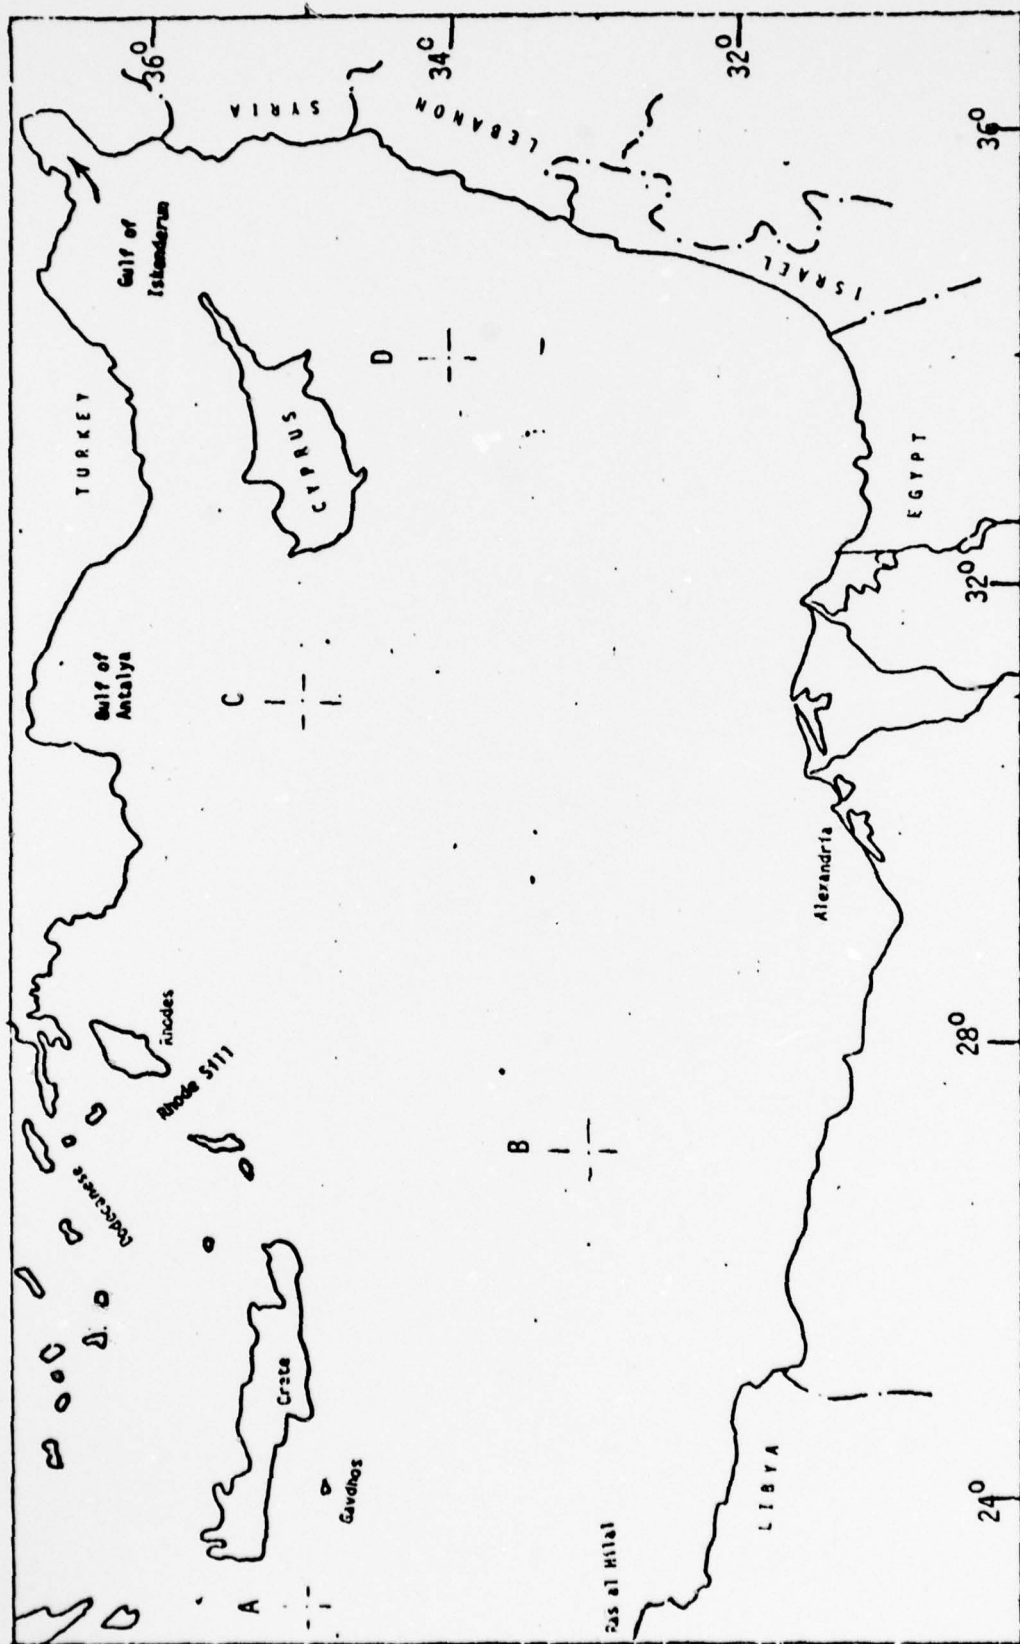 36°
34°
32°
36°
32°
28°
24°
TURKEY
SYRIA
LEBANON
ISRAEL
EGYPT
LIBYA
CYPRUS
Gulf of
Iskenderun
Gulf of
Antalya
Rhodes
Rhode Sill
Dodecanese
Crete
Gavdhos
Ras al Hilal
Alexandria
A
B
C
D